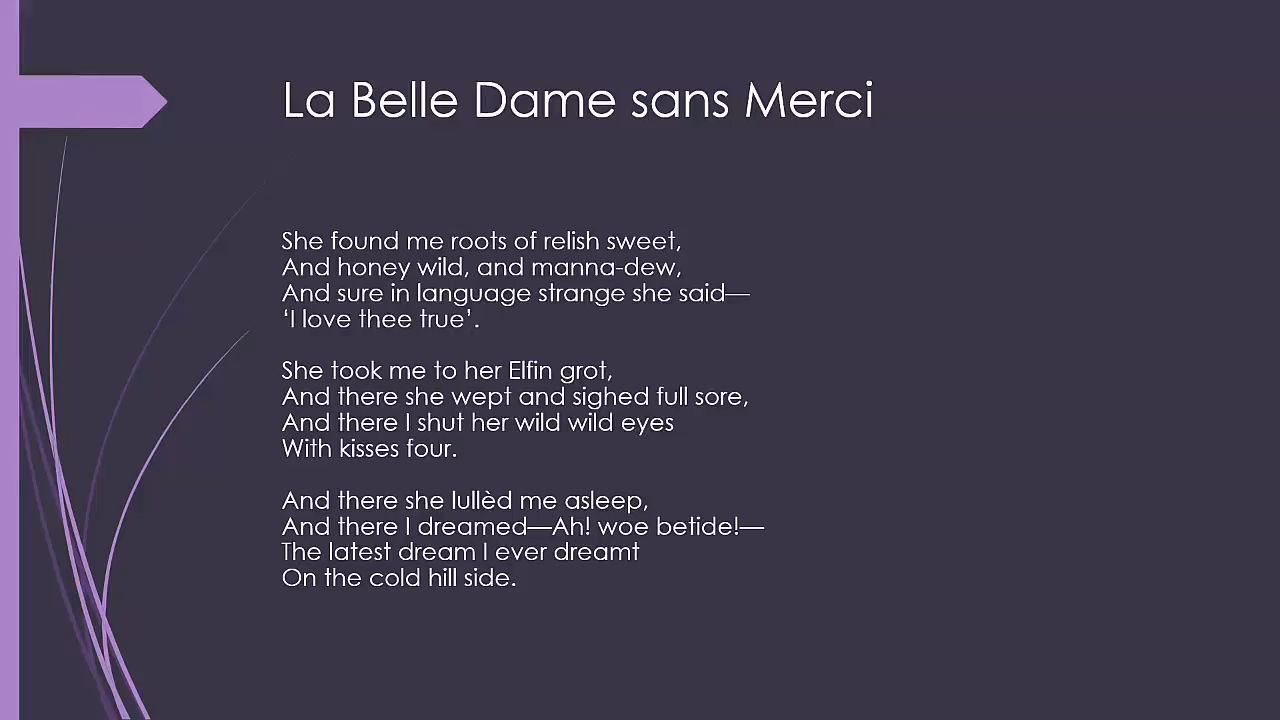 La Belle Dame sans Merci
She found me roots of relish sweet,
And honey wild, and manna-dew,
And sure in language strange she said—
‘I love thee true’.
She took me to her Elfin grot,
And there she wept and sighed full sore,
And there I shut her wild wild eyes
With kisses four.
And there she lullèd me asleep,
And there I dreamed—Ah! woe betide!—
The latest dream I ever dreamt
On the cold hill side.